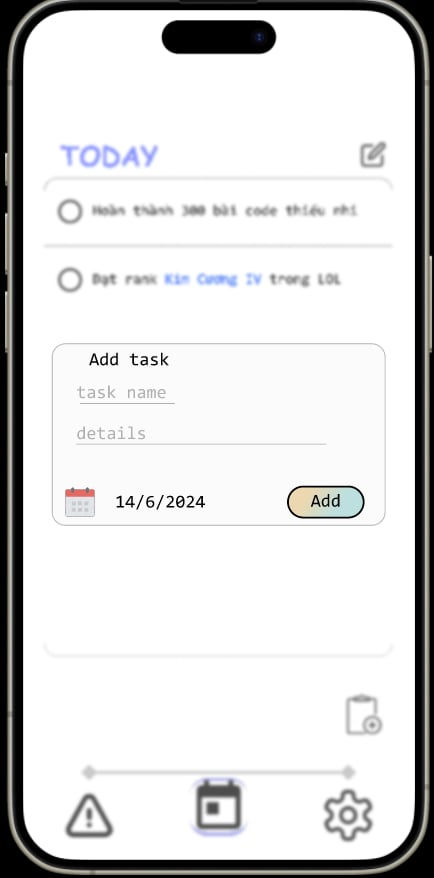 TODAY
Hoàn thành 300 bài code thiếu nhi
Đạt rank Kim Cương IV trong LOL
Add task
task name
details
14/6/2024
Add